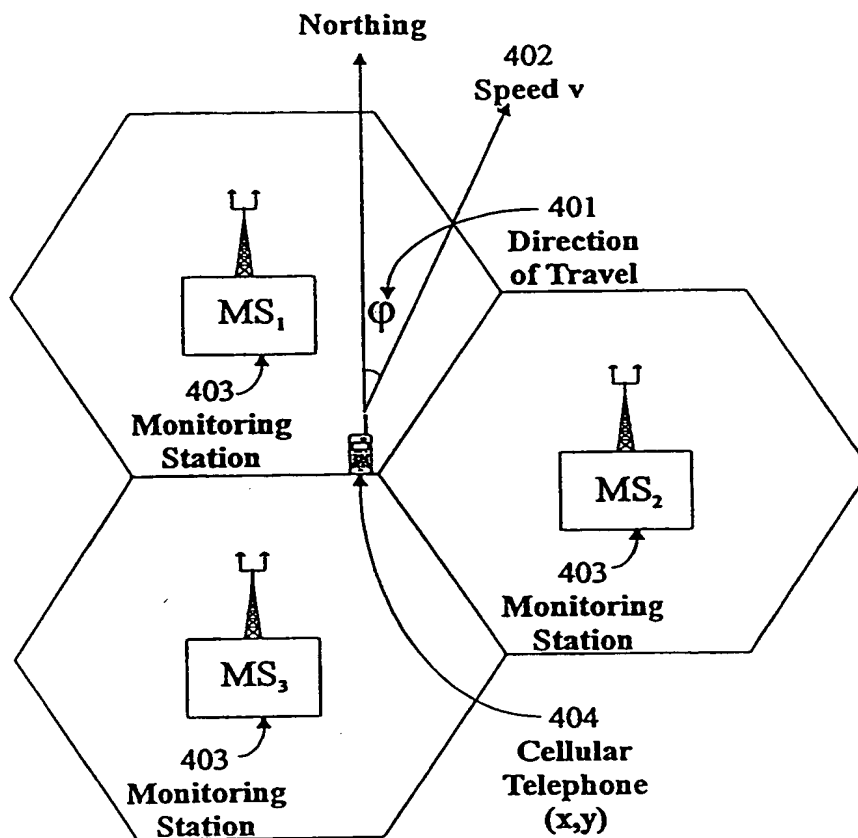 Northing
402
Speed v
401
Direction
of Travel
φ
MS₁
403
Monitoring
Station
MS₂
403
Monitoring
Station
MS₃
403
Monitoring
Station
404
Cellular
Telephone
(x,y)